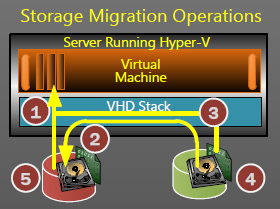 Storage Migration Operations
Server Running Hyper-V
Virtual
Machine
VHD Stack
1
3
2
5
4